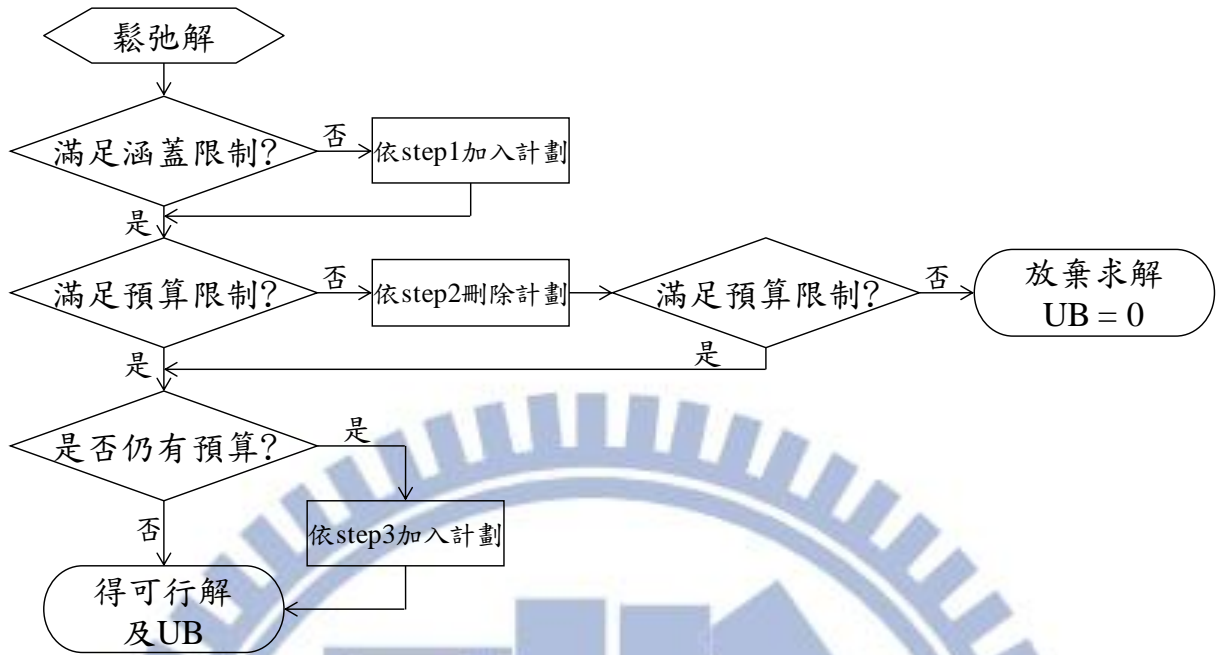 鬆弛解
滿足涵蓋限制?
否
依step1加入計劃
是
滿足預算限制?
否
依step2刪除計劃
滿足預算限制?
否
放棄求解
UB = 0
是
是
是否仍有預算?
是
否
依step3加入計劃
得可行解
及UB